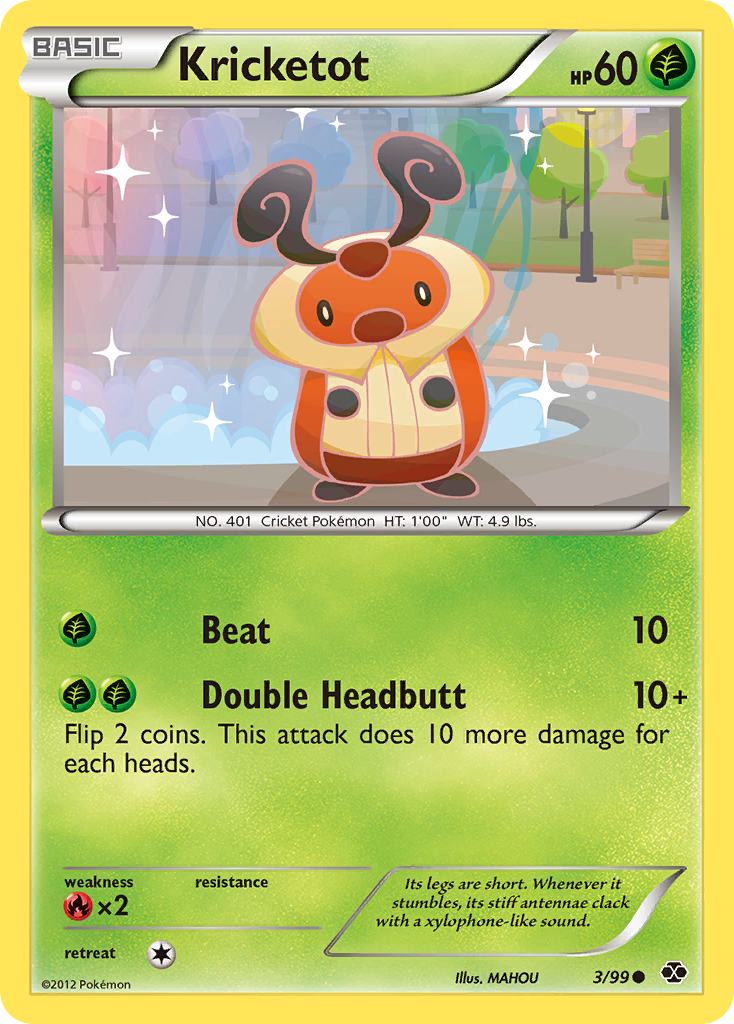 BASIC
Kricketot
HP60
NO. 401 Cricket Pokémon HT: 1'00" WT: 4.9 lbs.
Beat 10
Double Headbutt 10+
Flip 2 coins. This attack does 10 more damage for
each heads.
weakness resistance
×2
retreat
Its legs are short. Whenever it
stumbles, its stiff antennae clack
with a xylophone-like sound.
©2012 Pokémon
Illus. MAHOU
3/99